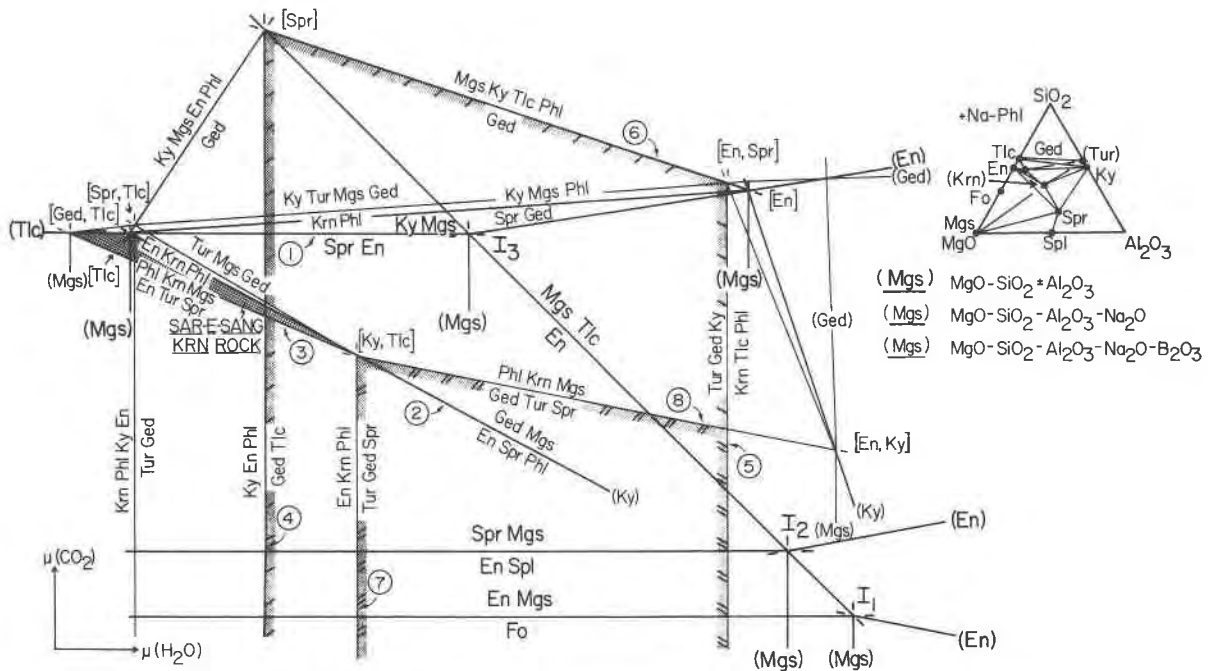 [Spr]
Mgs Ky Tlc Phl
Ged
⑥
Ky Mgs En Phl
Ged
[Spr, Tlc]
[Ged, Tlc]
(Tlc)
Ky Tur Mgs Ged
Ky Mgs Phl
Krn Phl
Spr Ged
Ky Mgs
Spr En
①
I3
[En, Spr]
[En]
(En)
(Ged)
(Mgs)
[Tlc]
(Mgs)
Tur Mgs Ged
En Krn Phl
Phl Krn Mgs
En Tur Spr
SAR-E-SANG
KRN ROCK
③
(Mgs)
(Mgs)
(Ged)
Mgs Tlc
En
[Ky, Tlc]
Phl Krn Mgs
Ged Tur Spr
⑧
②
Ged Mgs
En Spr Phl
(Ky)
Tur Ged Ky
Krn Tlc Phl
⑤
[En, Ky]
(Ky)
Krn Phl Ky En
Tur Ged
Ky En Phl
Ged Tlc
④
En Krn Phl
Tur Ged Spr
⑦
Spr Mgs
En Spl
En Mgs
Fo
I2
(Mgs)
(En)
I1
(En)
(Mgs)
(Mgs)
μ(CO2)
μ(H2O)
SiO2
+Na-Phl
Tlc
Ged
(Tur)
En
Ky
(Krn)
Fo
Spr
Mgs
MgO
Spl
Al2O3
(Mgs) MgO-SiO2±Al2O3
(Mgs) MgO-SiO2-Al2O3-Na2O
(Mgs) MgO-SiO2-Al2O3-Na2O-B2O3